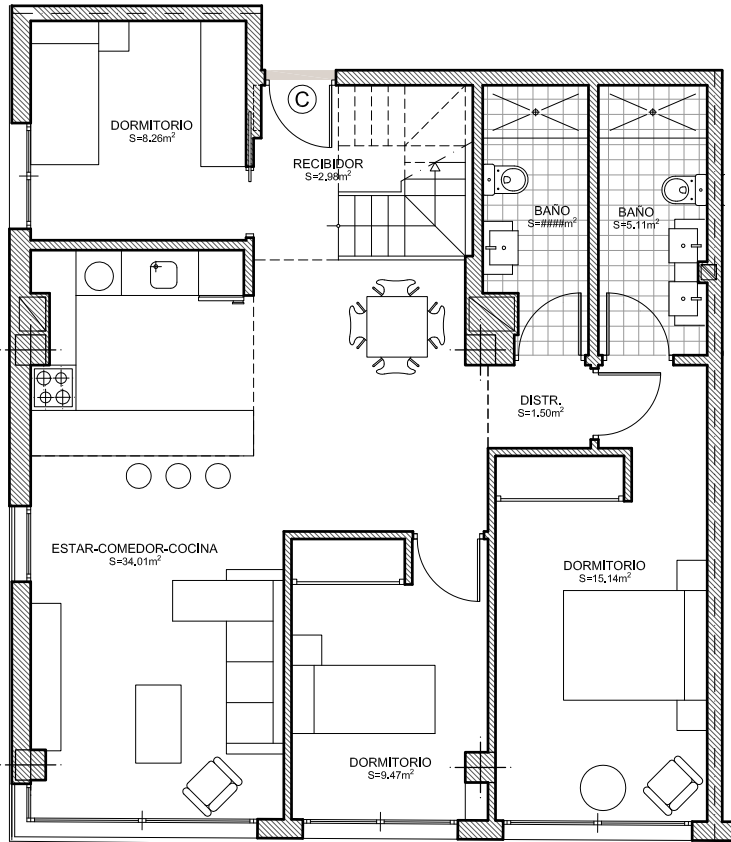 C
DORMITORIO
S=8.26m²
RECIBIDOR
S=2.98m²
BAÑO
S=####m²
BAÑO
S=5.11m²
DISTR.
S=1.50m²
ESTAR-COMEDOR-COCINA
S=34.01m²
DORMITORIO
S=15.14m²
DORMITORIO
S=9.47m²